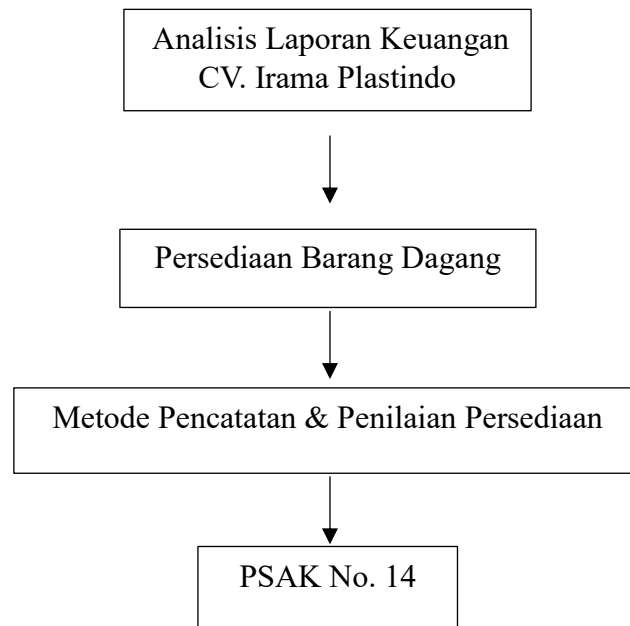 Analisis Laporan Keuangan
CV. Irama Plastindo
Persediaan Barang Dagang
Metode Pencatatan & Penilaian Persediaan
PSAK No. 14